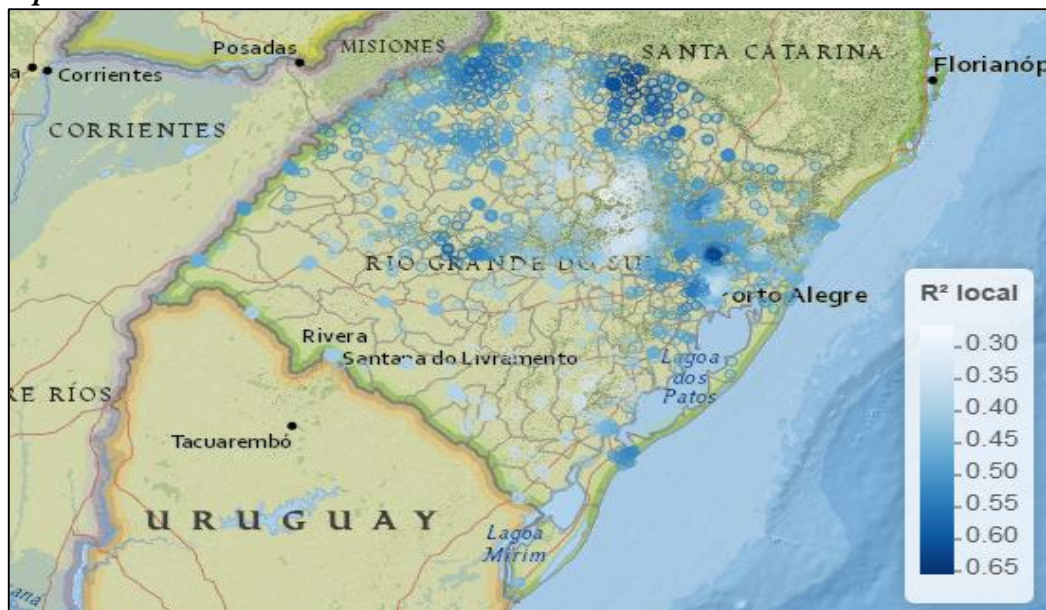 Posadas
MISIONES
SANTA CATARINA
Corrientes
Florianóp
CORRIENTES
RIO GRANDE DO SU
R² local
orto Alegre
0.30
Rivera
0.35
Santana do Livramento
Lagoa
dos
Patos
0.40
RE RÍOS
0.45
Tacuarembó
0.50
0.55
URUGUAY
Lagoa
Mirim
0.60
0.65